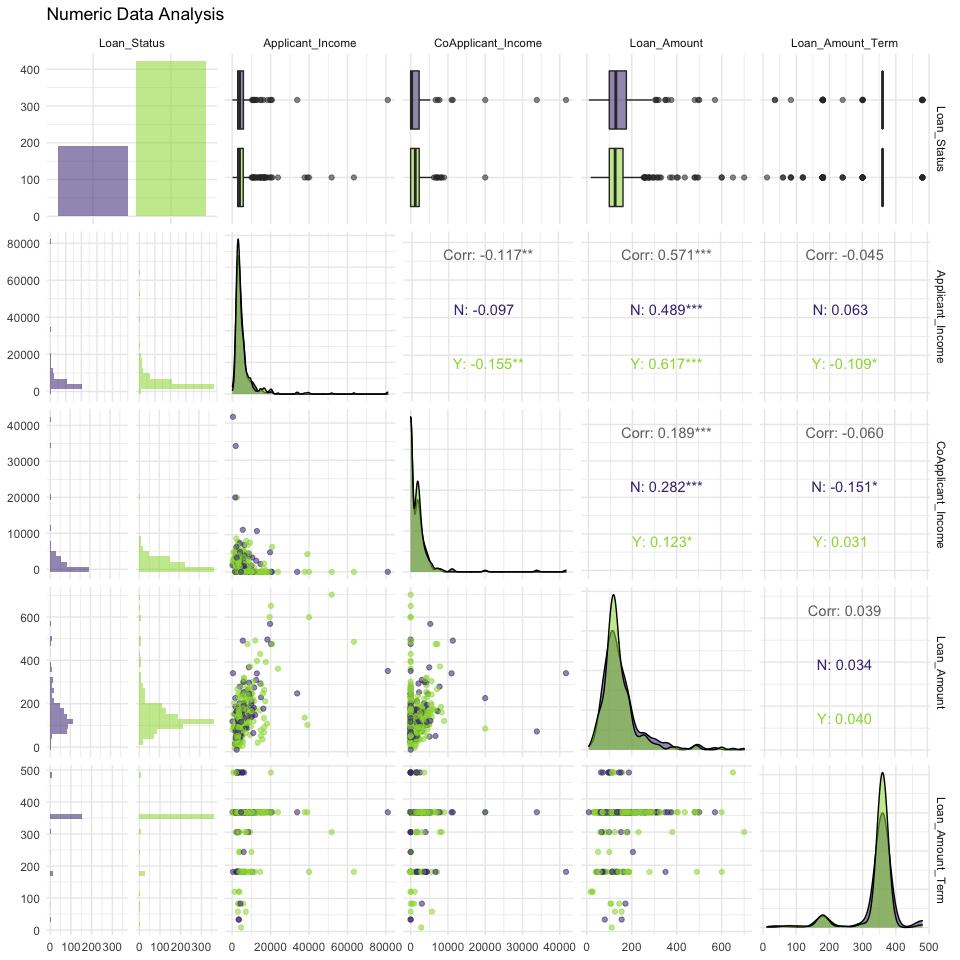 Numeric Data Analysis
Loan_Status Applicant_Income CoApplicant_Income Loan_Amount Loan_Amount_Term
400
300
200
100
0
Loan_Status
80000
60000
40000
20000
0
Corr: -0.117** Corr: 0.571*** Corr: -0.045
N: -0.097 N: 0.489*** N: 0.063
Y: -0.155** Y: 0.617*** Y: -0.109*
Applicant_Income
40000
30000
20000
10000
0
Corr: 0.189*** Corr: -0.060
N: 0.282*** N: -0.151*
Y: 0.123* Y: 0.031
CoApplicant_Income
600
400
200
0
Corr: 0.039
N: 0.034
Y: 0.040
Loan_Amount
500
400
300
200
100
0
Loan_Amount_Term
0 100 200 300 0 100 200 300 0 20000 40000 60000 80000 0 10000 20000 30000 40000 0 200 400 600 0 100 200 300 400 500